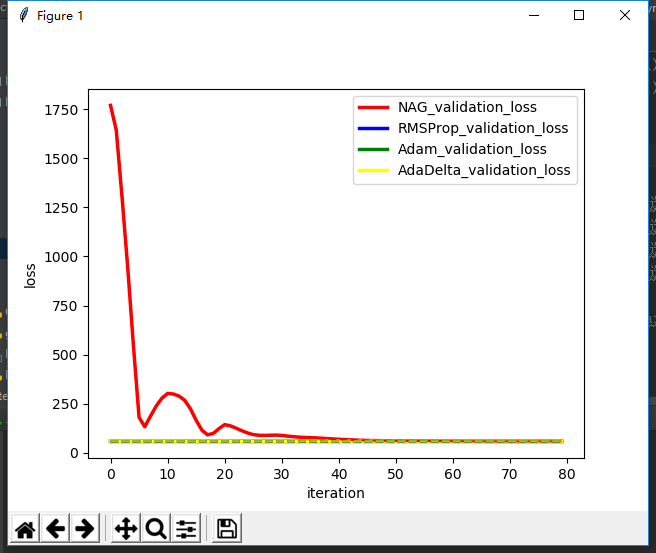 Figure 1
NAG_validation_loss
RMSProp_validation_loss
Adam_validation_loss
AdaDelta_validation_loss
loss
1750
1500
1250
1000
750
500
250
0
0 10 20 30 40 50 60 70 80
iteration